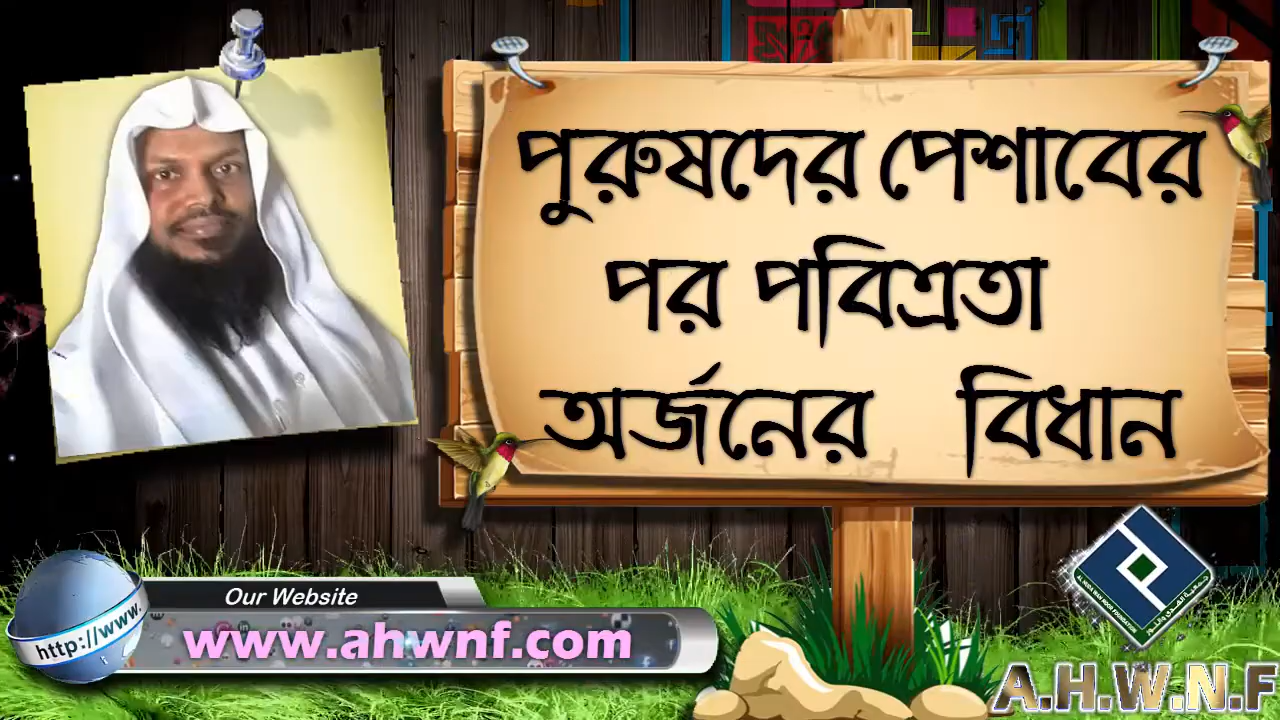 পুরুষদের পেশাবের
পর পবিত্রতা
অর্জনের বিধান
Our Website
http://www.
www.ahwnf.com
A.H.W.N.F